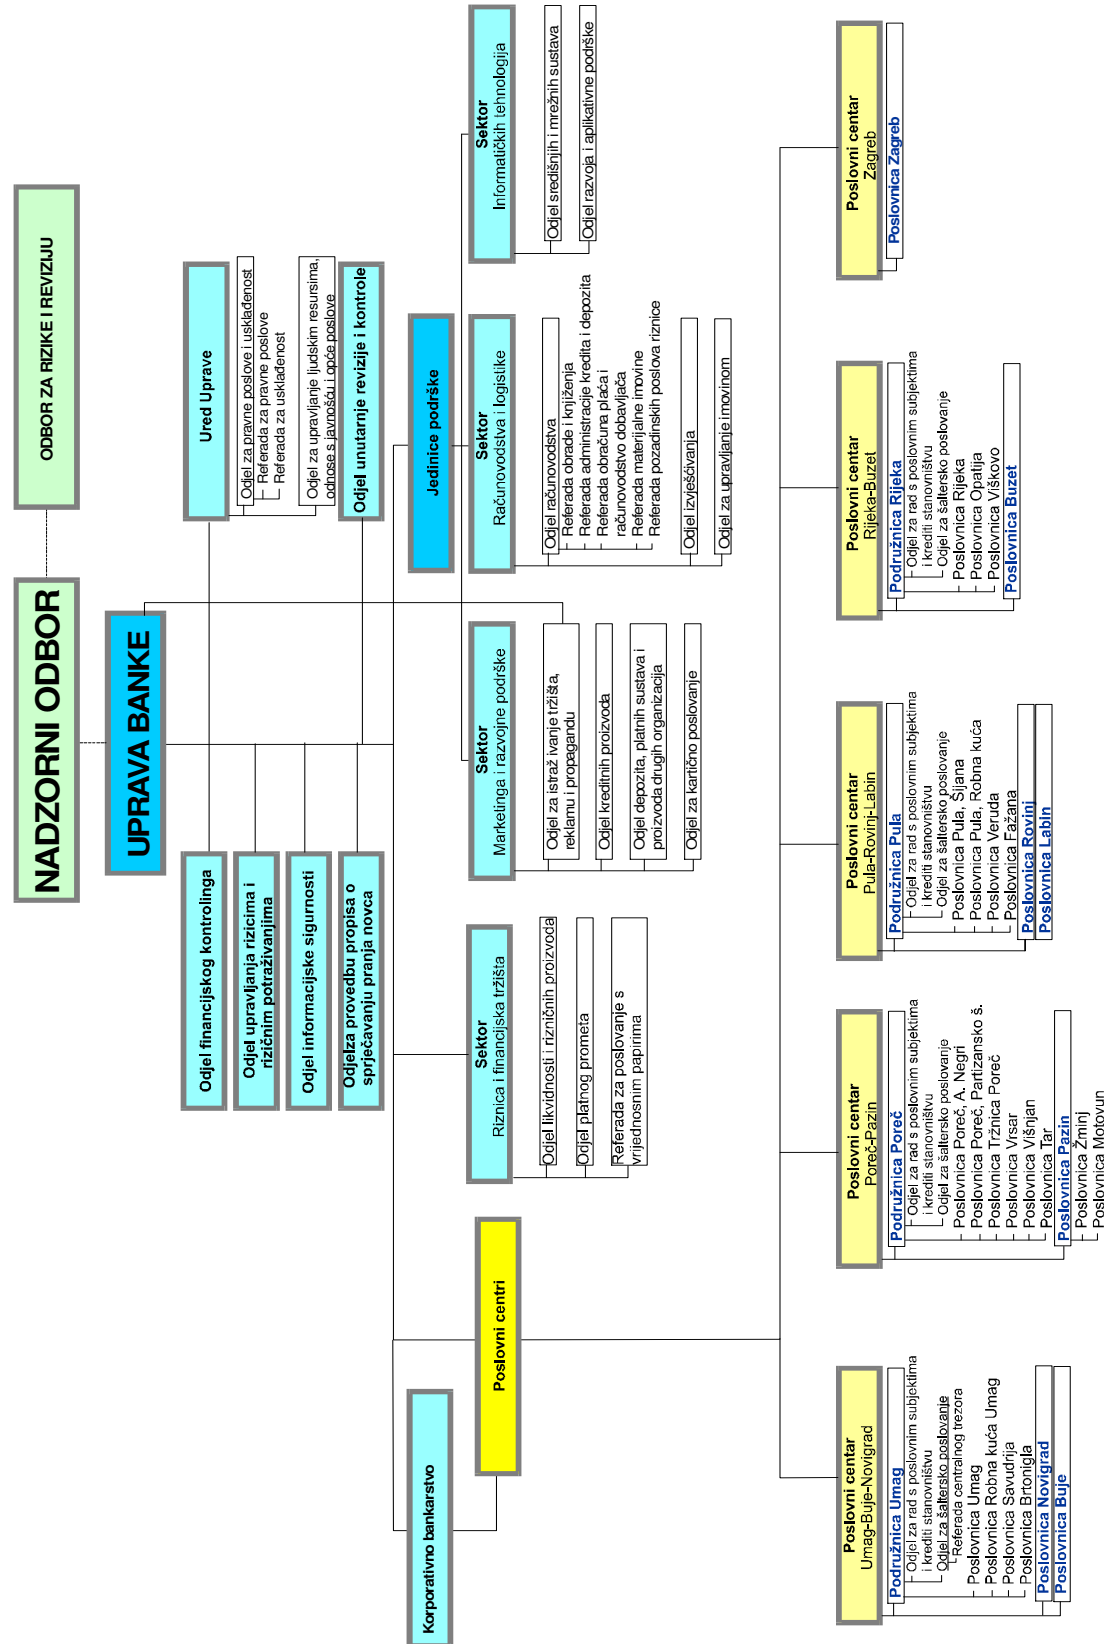 NADZORNI ODBOR
ODBOR ZA RIZIKE I REVIZIJU
UPRAVA BANKE
Odjel financijskog kontrolinga
Odjel upravljanja rizicima i
rizičnim potraživanjima
Odjel informacijske sigurnosti
Odjelza provedbu propisa o
sprječavanju pranja novca
Ured Uprave
Odjel za pravne poslove i usklađenost
Referada za pravne poslove
Referada za usklađenost
Odjel za upravljanje ljudskim resursima,
odnose s javnošću i opće poslove
Odjel unutarnje revizije i kontrole
Korporativno bankarstvo
Poslovni centri
Jedinice podrške
Sektor
Riznica i financijska tržišta
Odjel likvidnosti i rizničnih proizvoda
Odjel platnog prometa
Referada za poslovanje s
vrijednosnim papirima
Sektor
Marketinga i razvojne podrške
Odjel za istraž ivanje tržišta,
reklamu i propagandu
Odjel kreditnih proizvoda
Odjel depozita, platnih sustava i
proizvoda drugih organizacija
Odjel za kartično poslovanje
Sektor
Računovodstva i logistike
Odjel računovodstva
Referada obrade i knjiženja
Referada administracije kredita i depozita
Referada obračuna plaća i
računovodstvo dobavljača
Referada materijalne imovine
Referada pozadinskih poslova riznice
Odjel izvješćivanja
Odjel za upravljanje imovinom
Sektor
Informatičkih tehnologija
Odjel središnjih i mrežnih sustava
Odjel razvoja i aplikativne podrške
Poslovni centar
Umag-Buje-Novigrad
Podružnica Umag
Odjel za rad s poslovnim subjektima
i krediti stanovništvu
Odjel za šaltersko poslovanje
Referada centralnog trezora
Poslovnica Umag
Poslovnica Robna kuća Umag
Poslovnica Savudrija
Poslovnica Brtonigla
Poslovnica Novigrad
Poslovnica Buje
Poslovni centar
Poreč-Pazin
Podružnica Poreč
Odjel za rad s poslovnim subjektima
i krediti stanovništvu
Odjel za šaltersko poslovanje
Poslovnica Poreč, A. Negri
Poslovnica Poreč, Partizansko š.
Poslovnica Tržnica Poreč
Poslovnica Vrsar
Poslovnica Višnjan
Poslovnica Tar
Poslovnica Pazin
Poslovnica Žminj
Poslovnica Motovun
Poslovni centar
Pula-Rovinj-Labin
Podružnica Pula
Odjel za rad s poslovnim subjektima
i krediti stanovništvu
Odjel za šaltersko poslovanje
Poslovnica Pula, Šijana
Poslovnica Pula, Robna kuća
Poslovnica Veruda
Poslovnica Fažana
Poslovnica Rovinj
Poslovnica Labin
Poslovni centar
Rijeka-Buzet
Podružnica Rijeka
Odjel za rad s poslovnim subjektima
i krediti stanovništvu
Odjel za šaltersko poslovanje
Poslovnica Rijeka
Poslovnica Opatija
Poslovnica Viškovo
Poslovnica Buzet
Poslovni centar
Zagreb
Poslovnica Zagreb